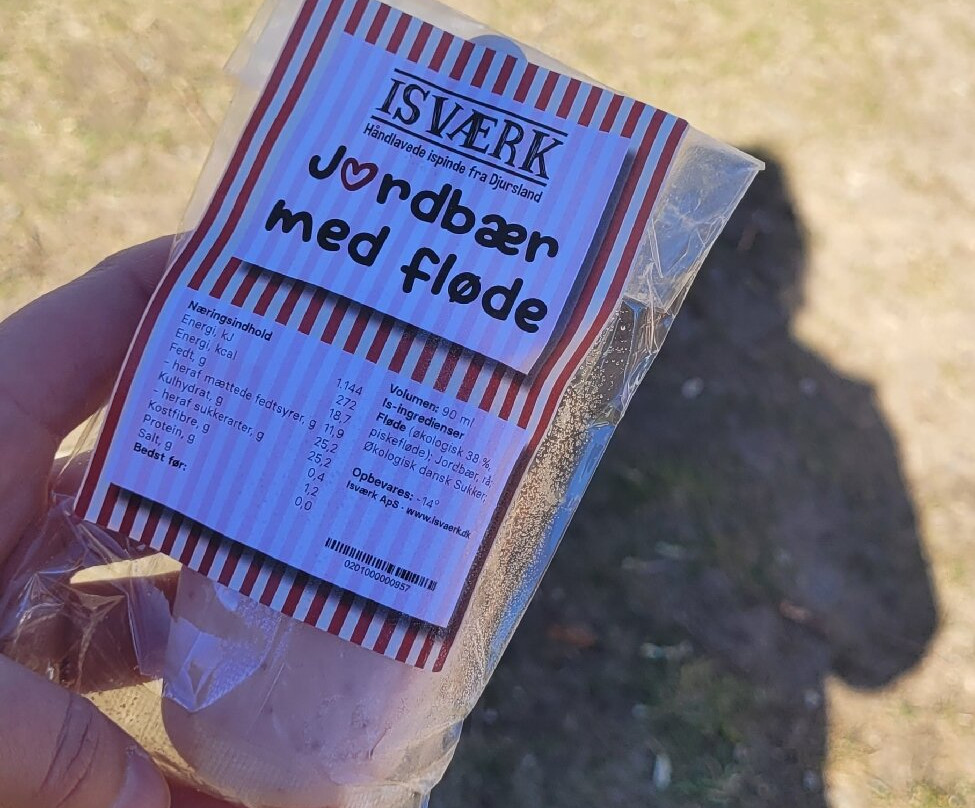 ISVÆRK
Håndlavede ispinde fra Djursland
Jordbær
med fløde
Næringsindhold
Energi, kJ 1.144
Energi, kcal 272
Fedt, g 18,7
- heraf mættede fedtsyrer, g 11,9
Kulhydrat, g 25,2
- heraf sukkerarter, g 25,2
Kostfibre, g 0,4
Protein, g 1,2
Salt, g 0,0
Bedst før:
Volumen: 90 ml
Is-ingredienser
Fløde (økologisk 38 %,
piskefløde); Jordbær, rå;
Økologisk dansk Sukker;
Opbevares: -14°
Isværk ApS - www.isvaerk.dk
0201000000957